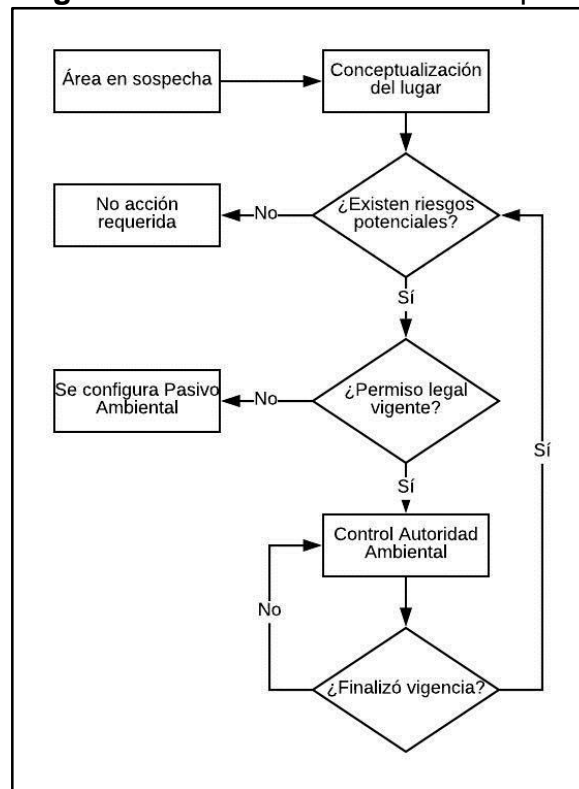 Área en sospecha
Conceptualización
del lugar
¿Existen riesgos
potenciales?
No
No acción
requerida
Sí
¿Permiso legal
vigente?
No
Se configura Pasivo
Ambiental
Sí
Sí
Control Autoridad
Ambiental
No
¿Finalizó vigencia?